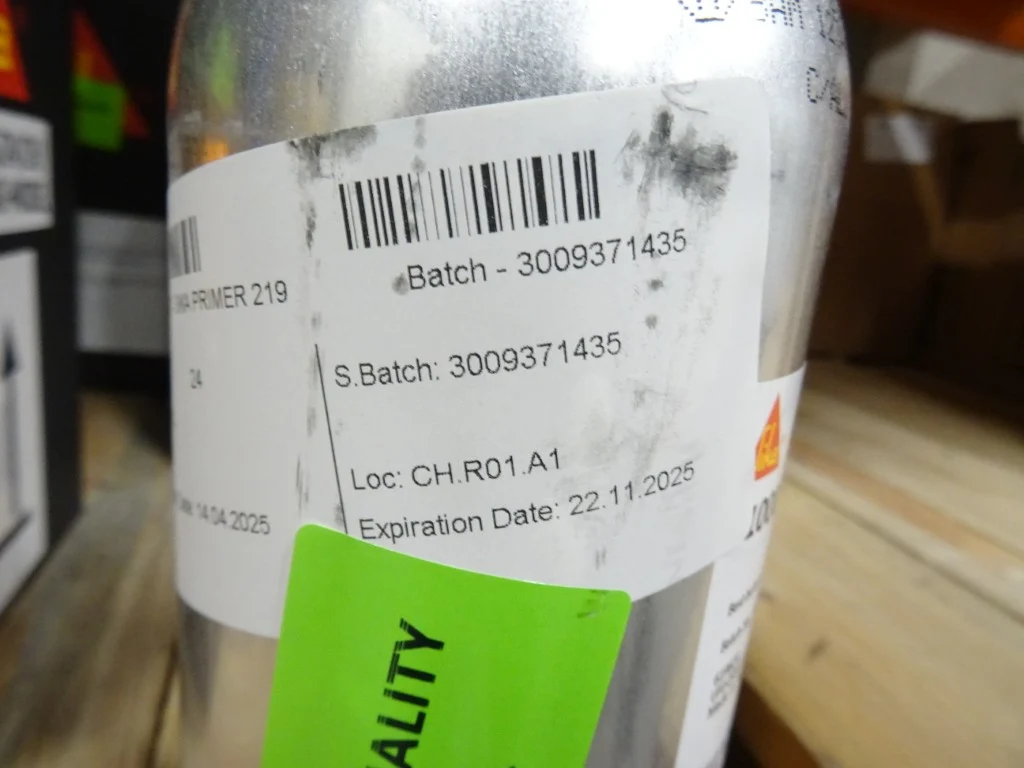 Batch - 3009371435
PRIMER 219
S.Batch: 3009371435
24
Loc: CH.R01.A1
14.04.2025
Expiration Date: 22.11.2025
ALITY